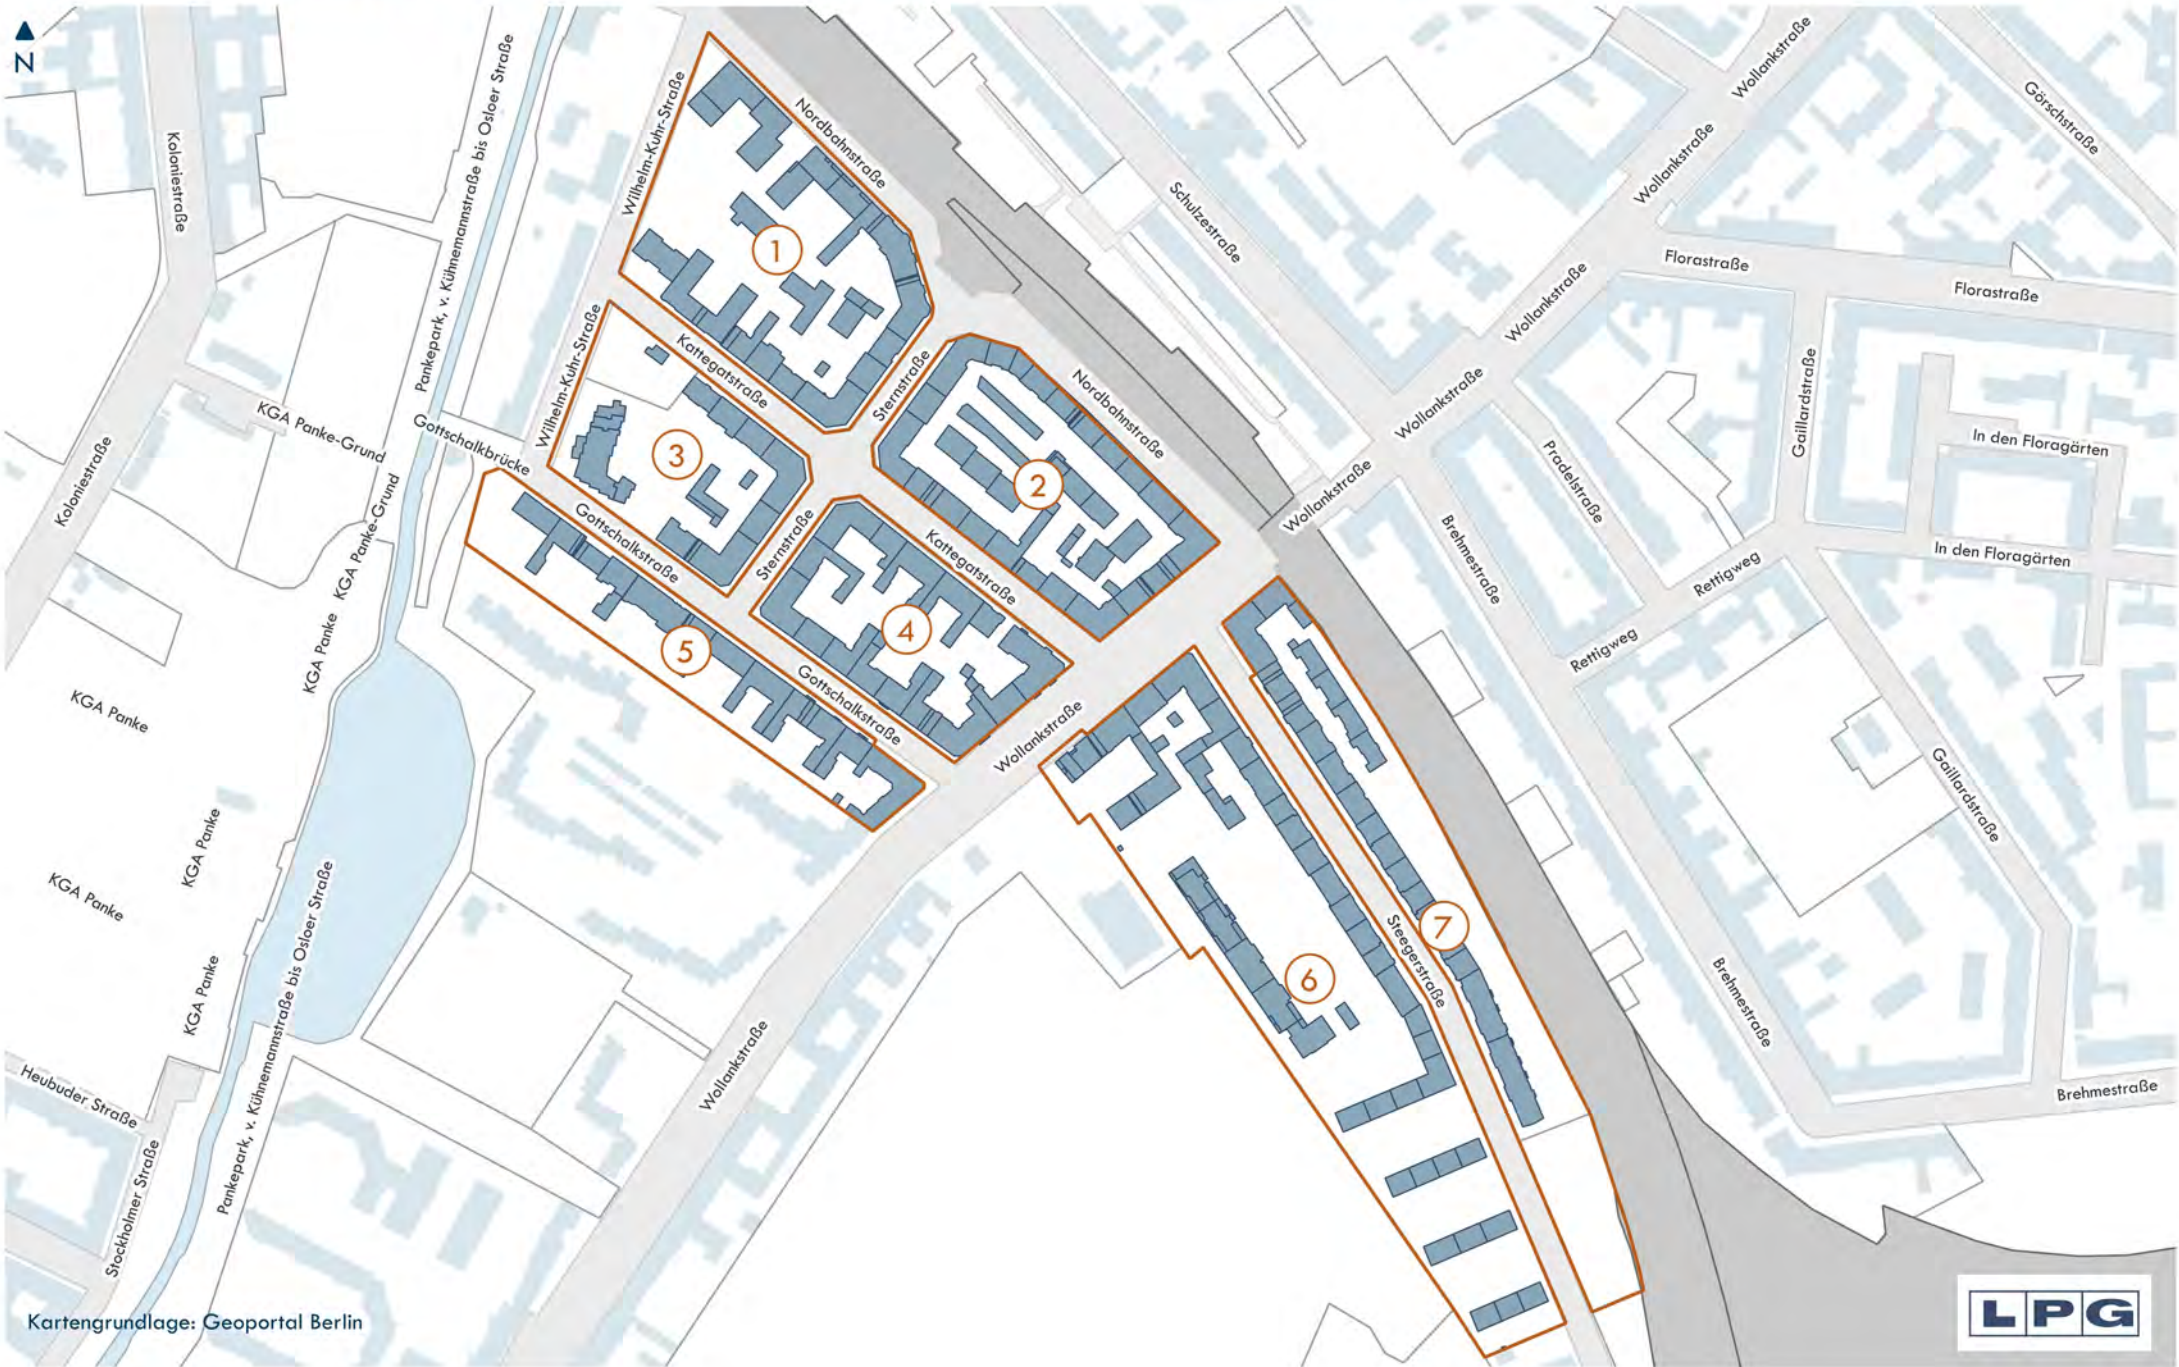 N
Koloniestraße
Pankepark, v. Kühnemannstraße bis Osloer Straße
Wilhelm-Kuhr-Straße
Nordbahnstraße
Schulzestraße
Wollankstraße
Görschstraße
Wollankstraße
Florastraße
Florastraße
Wollankstraße
1
Kattegatstraße
Sternstraße
Nordbahnstraße
Wollankstraße
Gaillardstraße
In den Floragärten
KGA Panke-Grund
Gottschalkbrücke
Wilhelm-Kuhr-Straße
3
2
Wollankstraße
Pradelstraße
Koloniestraße
KGA Panke-Grund
Gottschalkstraße
Sternstraße
Kattegatstraße
Brehmestraße
Rettigweg
In den Floragärten
KGA Panke
5
4
Rettigweg
KGA Panke
Gottschalkstraße
Wollankstraße
Gaillardstraße
KGA Panke
KGA Panke
7
Steegerstraße
6
KGA Panke
Brehmestraße
Wollankstraße
Heubuder Straße
Pankepark, v. Kühnemannstraße bis Osloer Straße
Brehmestraße
Stockholmer Straße
Kartengrundlage: Geoportal Berlin
LPG